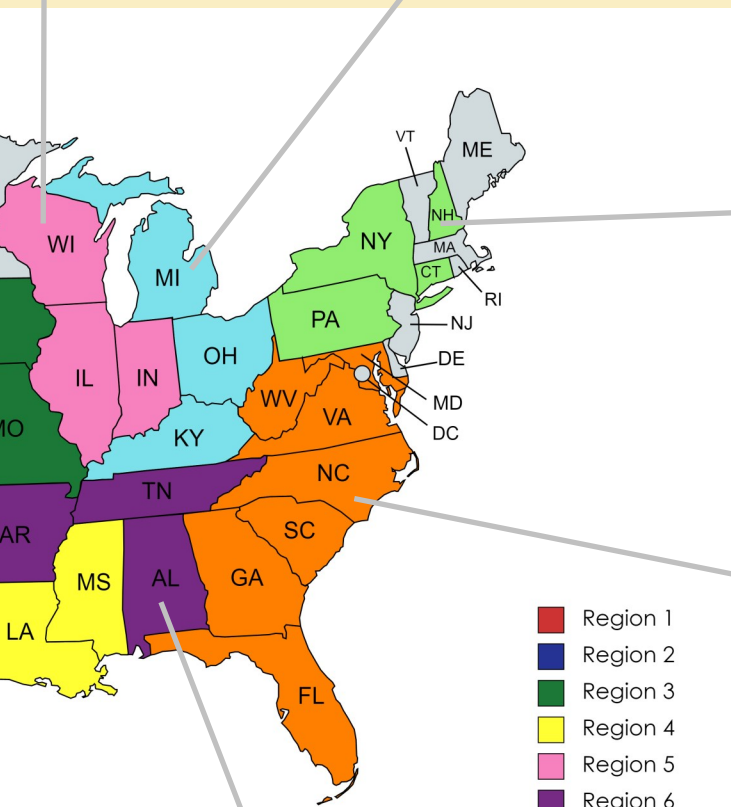 VT
ME
NH
WI
NY
MA
MI
CT
RI
PA
NJ
OH
DE
IL
IN
WV
MD
VA
MO
DC
KY
NC
TN
AR
SC
MS
AL
GA
LA
FL
Region 1
Region 2
Region 3
Region 4
Region 5
Region 6